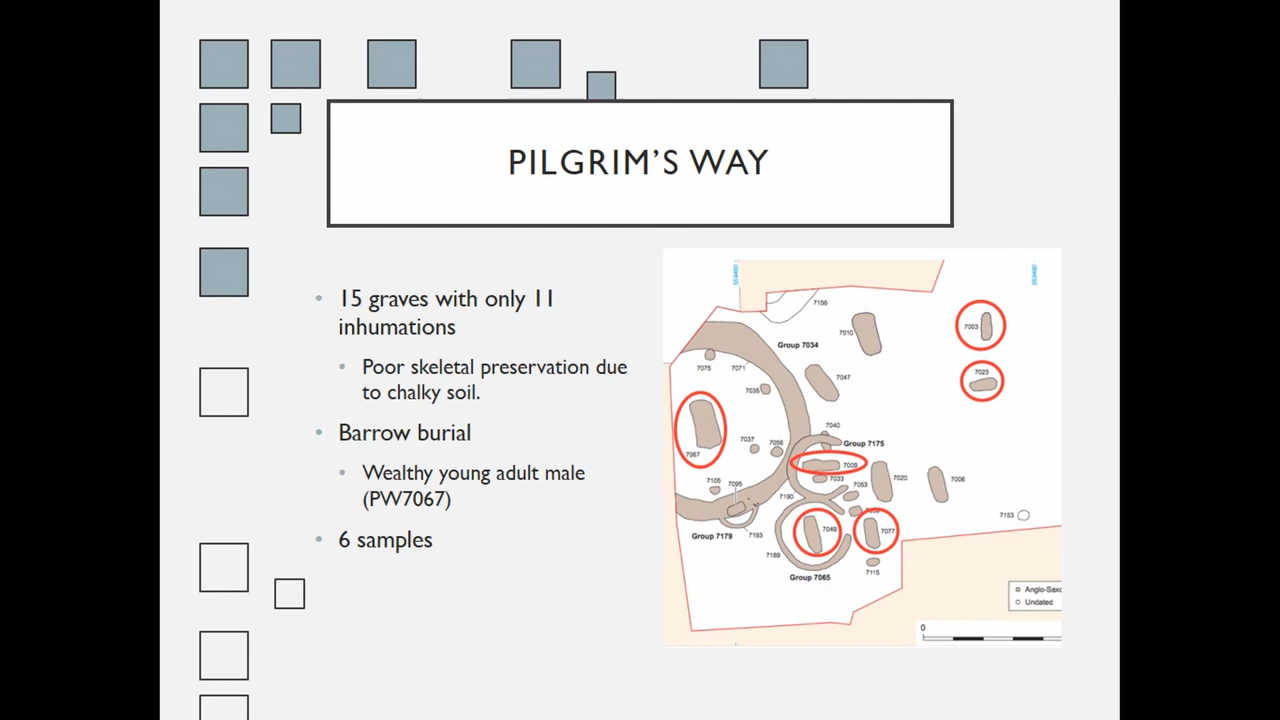 PILGRIM'S WAY
• 15 graves with only 11
inhumations
• Poor skeletal preservation due
to chalky soil.
• Barrow burial
• Wealthy young adult male
(PW7067)
• 6 samples
7156
7003
7010
Group 7034
7023
7075
7071
7047
7035
7040
Group 7175
7037
7056
7067
7009
7033
7020
7006
7105
7095
7053
7190
7153
7049
7077
Group 7179
7193
7189
7115
Group 7065
Anglo-Saxo
Undated
0